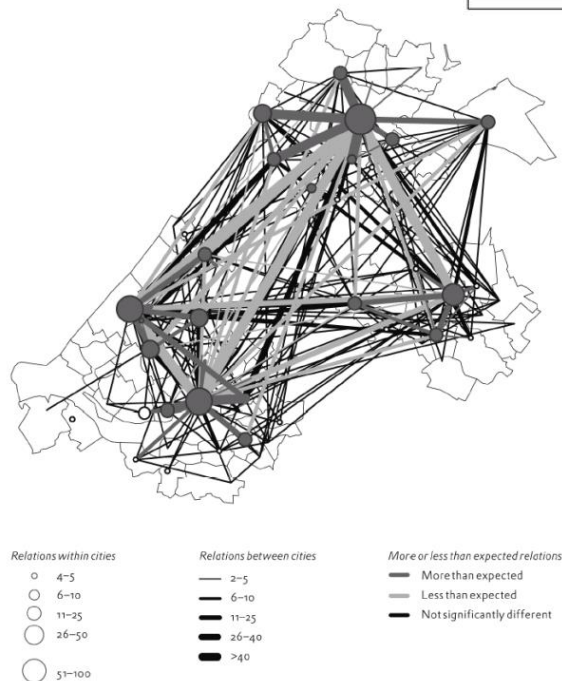 Relations within cities
4–5
6–10
11–25
26–50
51–100
Relations between cities
2–5
6–10
11–25
26–40
>40
More or less than expected relations
More than expected
Less than expected
Not significantly different